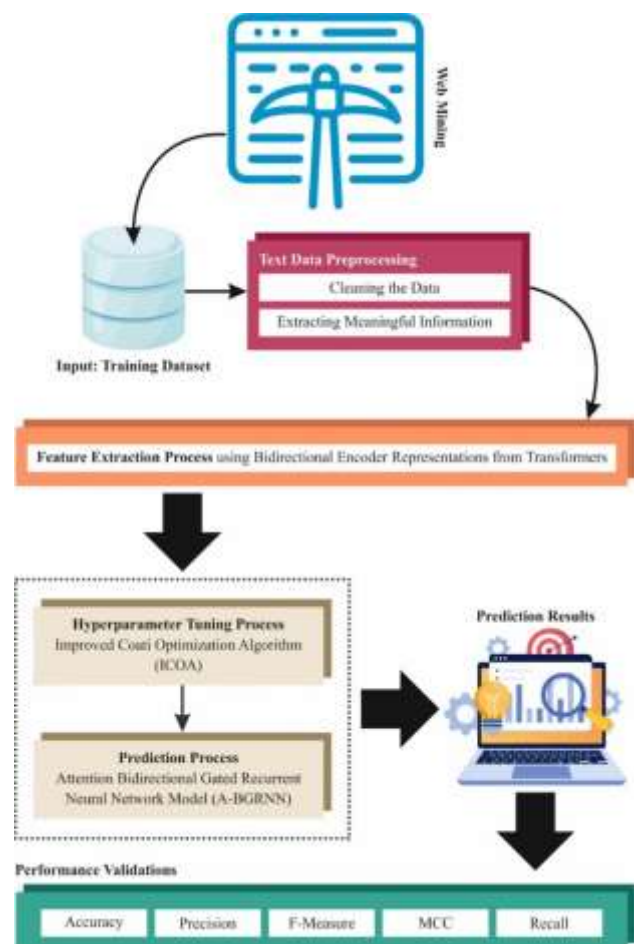 Web Mining
Text Data Preprocessing
Cleaning the Data
Extracting Meaningful Information
Input: Training Dataset
Feature Extraction Process using Bidirectional Encoder Representations from Transformers
Hyperparameter Tuning Process
Improved Coati Optimization Algorithm
(ICOA)
Prediction Results
Prediction Process
Attention Bidirectional Gated Recurrent
Neural Network Model (A-BGRNN)
Performance Validations
Accuracy
Precision
F-Measure
MCC
Recall